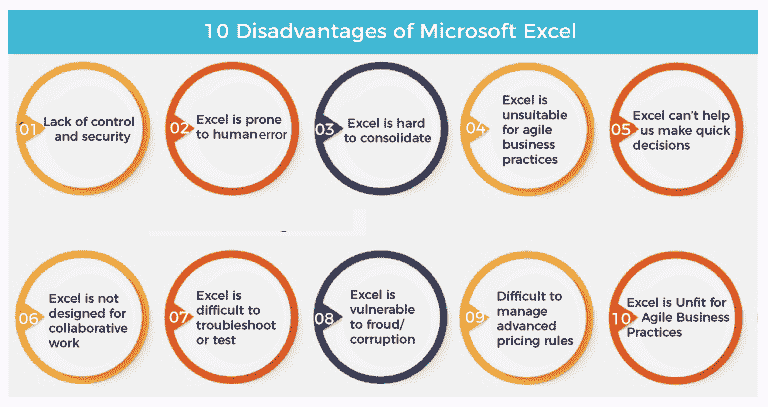 10 Disadvantages of Microsoft Excel
01
Lack of control
and security
02
Excel is prone
to human error
03
Excel is hard
to consolidate
04
Excel is
unsuitable
for agile
business
practices
05
Excel can't help
us make quick
decisions
06
Excel is not
designed for
collaborative
work
07
Excel is
difficult to
troubleshoot
or test
08
Excel is
vulnerable
to froud/
corruption
09
Difficult to
manage
advanced
pricing rules
10
Excel is Unfit for
Agile Business
Practices